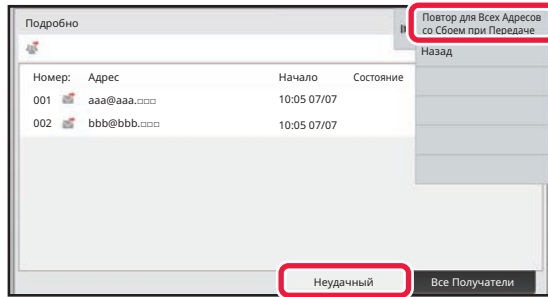 Подробно
Повтор для Всех Адресов
со Сбоем при Передаче
Назад
Номер: Адрес Начало Состояние
001 aaa@aaa.□□□ 10:05 07/07
002 bbb@bbb.□□□ 10:05 07/07
Неудачный Все Получатели